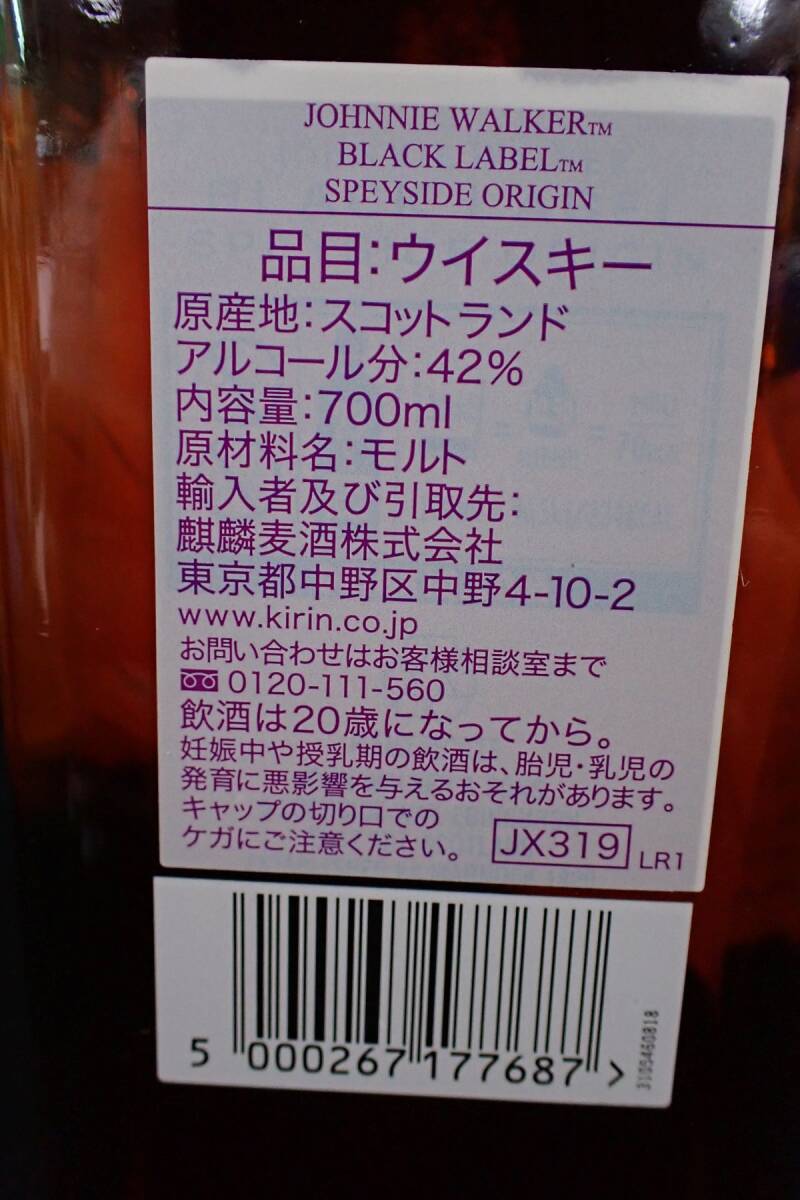 JOHNNIE WALKER™
BLACK LABEL™
SPEYSIDE ORIGIN
品目:ウイスキー
原産地:スコットランド
アルコール分:42%
内容量:700ml
原材料名:モルト
輸入者及び引取先:
麒麟麦酒株式会社
東京都中野区中野4-10-2
www.kirin.co.jp
お問い合わせはお客様相談室まで
0120-111-560
飲酒は20歳になってから。
妊娠中や授乳期の飲酒は、胎児・乳児の
発育に悪影響を与えるおそれがあります。
キャップの切り口での
ケガにご注意ください。 JX319 LR1
5 000267 177687 >
3105460818